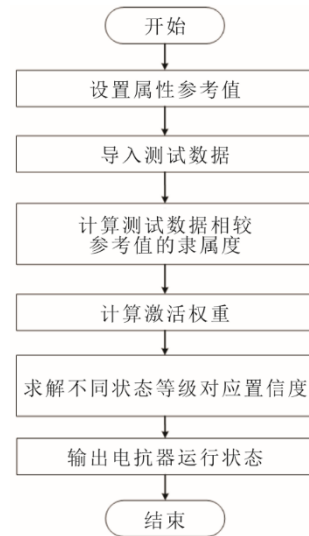 开始
设置属性参考值
导入测试数据
计算测试数据相较
参考值的隶属度
计算激活权重
求解不同状态等级对应置信度
输出电抗器运行状态
结束